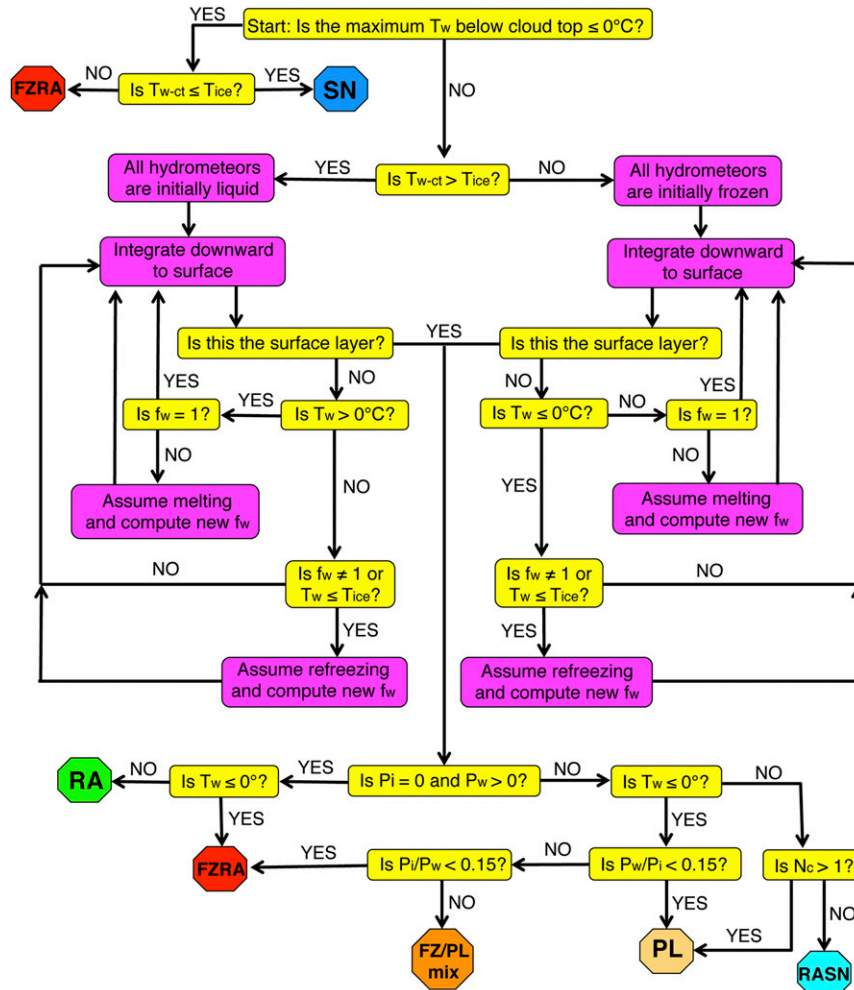 YES
Start: Is the maximum Tw below cloud top ≤ 0°C?
NO
FZRA
Is Tw-ct ≤ Tice?
YES
SN
NO
All hydrometeors
are initially liquid
YES
Is Tw-ct > Tice?
NO
All hydrometeors
are initially frozen
Integrate downward
to surface
Integrate downward
to surface
Is this the surface layer?
YES
Is this the surface layer?
NO
NO
YES
YES
Is fw = 1?
YES
Is Tw > 0°C?
Is Tw ≤ 0°C?
NO
Is fw = 1?
NO
NO
NO
YES
Assume melting
and compute new fw
Assume melting
and compute new fw
NO
Is fw ≠ 1 or
Tw ≤ Tice?
Is fw ≠ 1 or
Tw ≤ Tice?
NO
YES
YES
Assume refreezing
and compute new fw
Assume refreezing
and compute new fw
RA
NO
Is Tw ≤ 0°?
YES
Is Pi = 0 and Pw > 0?
NO
Is Tw ≤ 0°?
NO
YES
YES
FZRA
YES
Is Pi/Pw < 0.15?
NO
Is Pw/Pi < 0.15?
Is Nc > 1?
NO
YES
NO
FZ/PL
mix
PL
YES
RASN